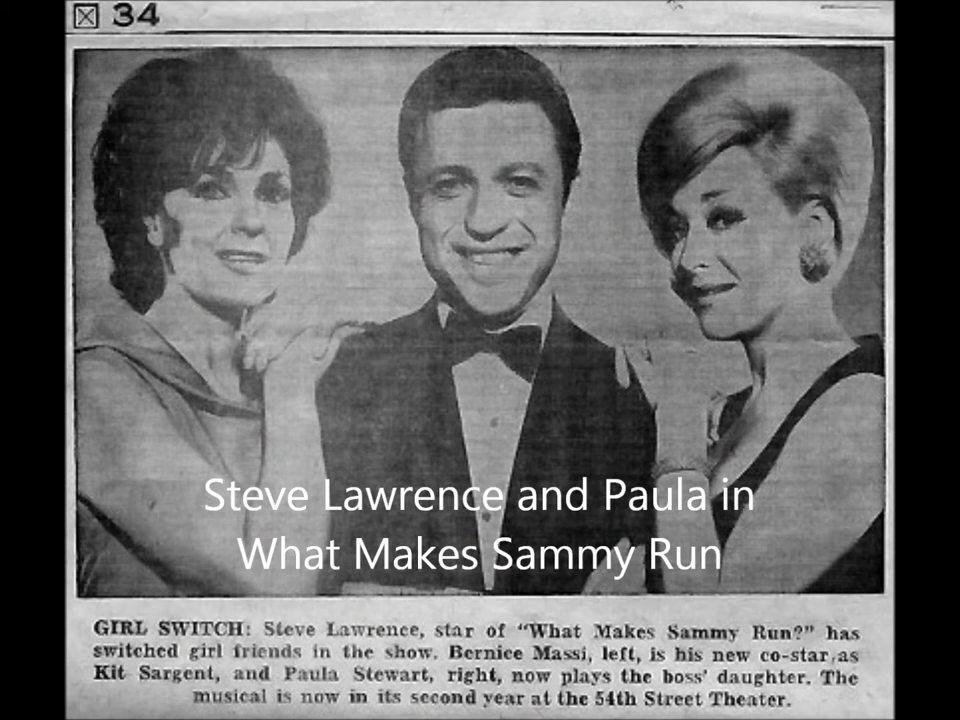 34
Steve Lawrence and Paula in
What Makes Sammy Run
GIRL SWITCH: Steve Lawrence, star of "What Makes Sammy Run?" has
switched girl friends in the show. Bernice Massi, left, is his new co-star as
Kit Sargent, and Paula Stewart, right, now plays the boss' daughter. The
musical is now in its second year at the 54th Street Theater.